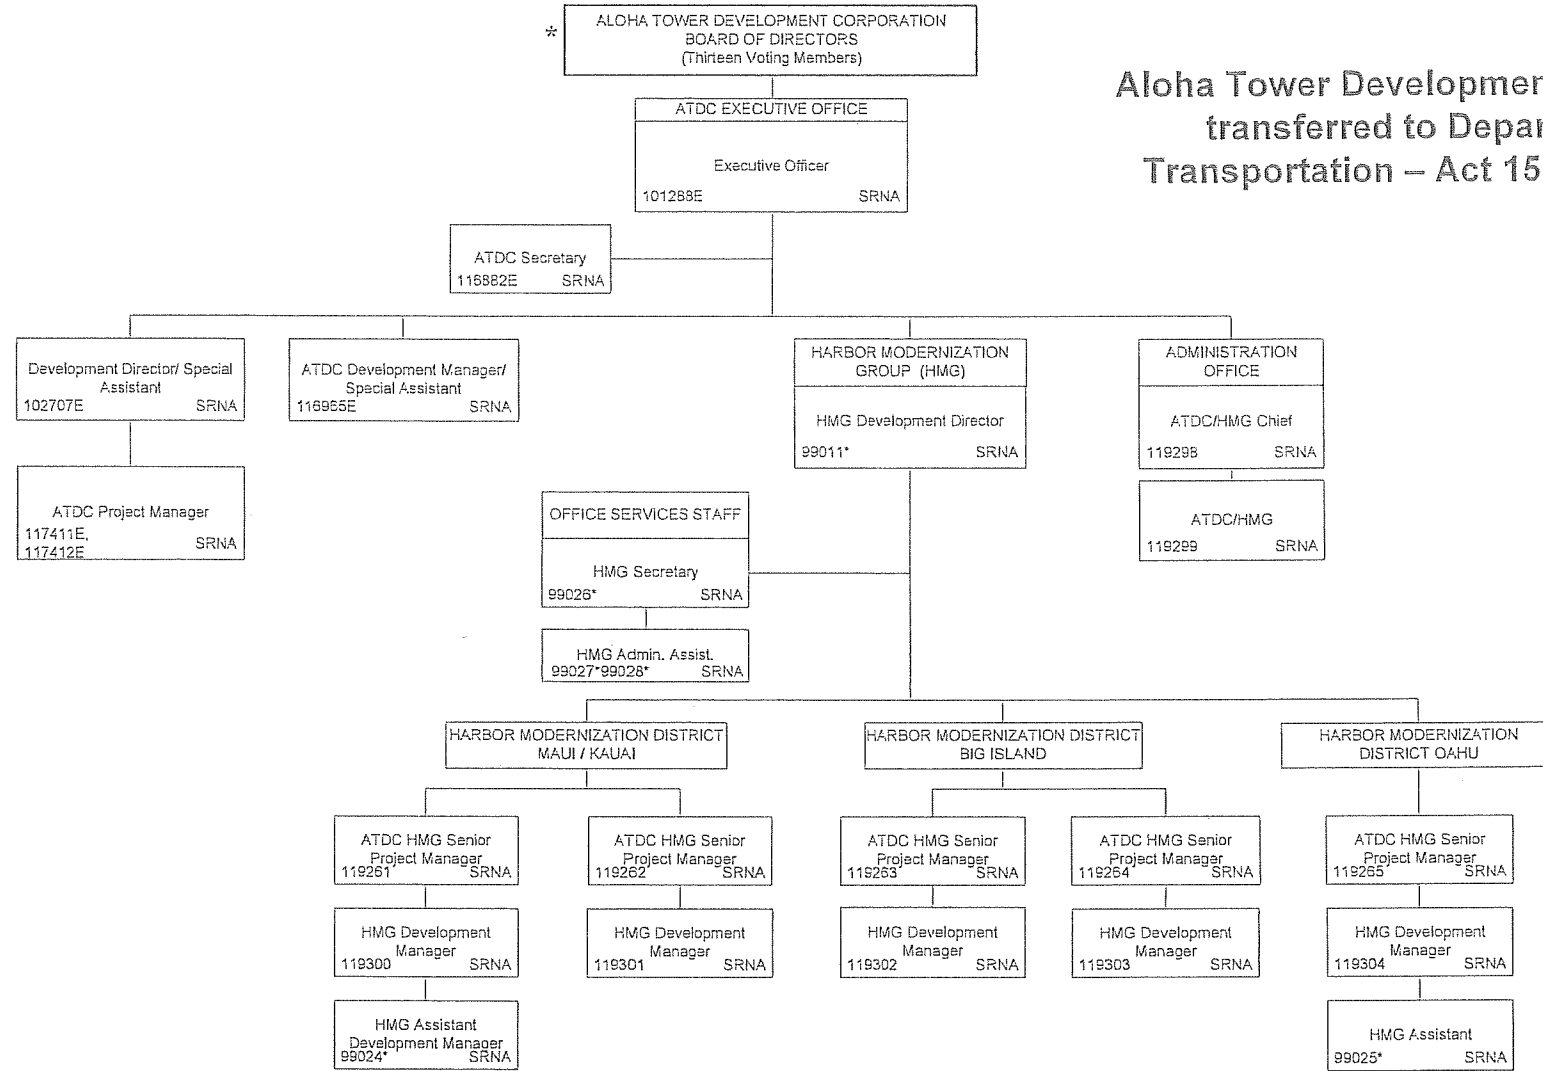 *
ALOHA TOWER DEVELOPMENT CORPORATION
BOARD OF DIRECTORS
(Thirteen Voting Members)
Aloha Tower Developmen
transferred to Depar
Transportation – Act 15
ATDC EXECUTIVE OFFICE
Executive Officer
101288E SRNA
ATDC Secretary
116882E SRNA
Development Director/ Special
Assistant
102707E SRNA
ATDC Project Manager
117411E,
117412E
SRNA
ATDC Development Manager/
Special Assistant
116965E SRNA
HARBOR MODERNIZATION
GROUP (HMG)
HMG Development Director
99011* SRNA
ADMINISTRATION
OFFICE
ATDC/HMG Chief
119298 SRNA
ATDC/HMG
119299 SRNA
OFFICE SERVICES STAFF
HMG Secretary
99026* SRNA
HMG Admin. Assist.
99027*99028* SRNA
HARBOR MODERNIZATION DISTRICT
MAUI / KAUAI
ATDC HMG Senior
Project Manager
119261 SRNA
HMG Development
Manager
119300 SRNA
HMG Assistant
Development Manager
99024* SRNA
ATDC HMG Senior
Project Manager
119262 SRNA
HMG Development
Manager
119301 SRNA
HARBOR MODERNIZATION DISTRICT
BIG ISLAND
ATDC HMG Senior
Project Manager
119263 SRNA
HMG Development
Manager
119302 SRNA
ATDC HMG Senior
Project Manager
119264 SRNA
HMG Development
Manager
119303 SRNA
HARBOR MODERNIZATION
DISTRICT OAHU
ATDC HMG Senior
Project Manager
119265 SRNA
HMG Development
Manager
119304 SRNA
HMG Assistant
99025* SRNA